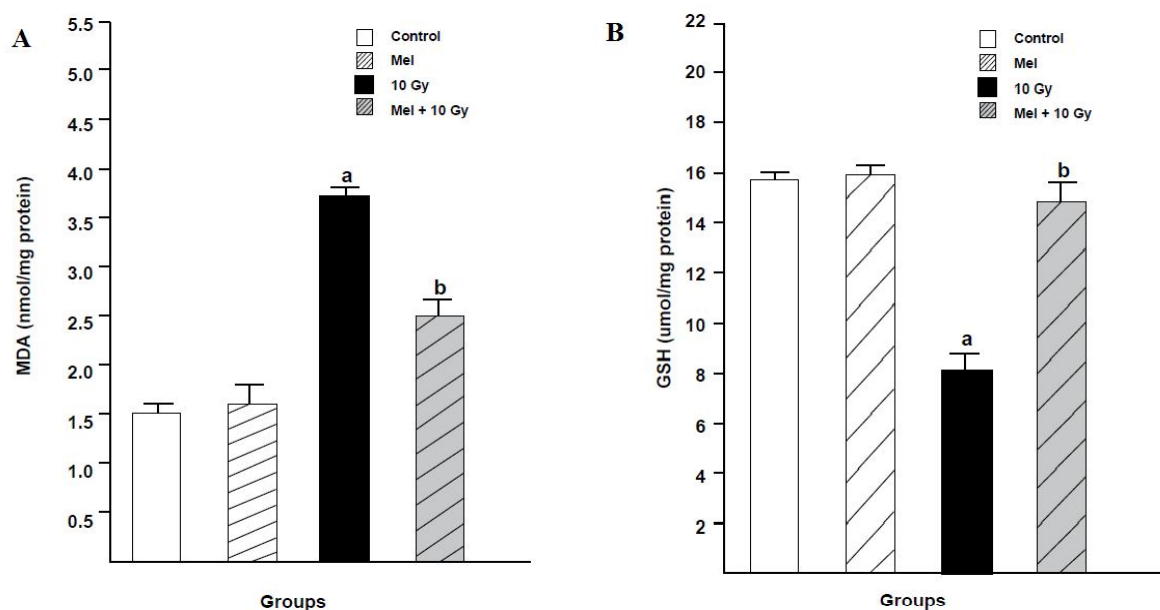 A
5.5
5.0
4.5
4.0
3.5
3.0
2.5
2.0
1.5
1.0
0.5
MDA (nmol/mg protein)
Control
Mel
10 Gy
Mel + 10 Gy
a
b
Groups
B
22
20
18
16
14
12
10
8
6
4
2
GSH (umol/mg protein)
Control
Mel
10 Gy
Mel + 10 Gy
a
b
Groups